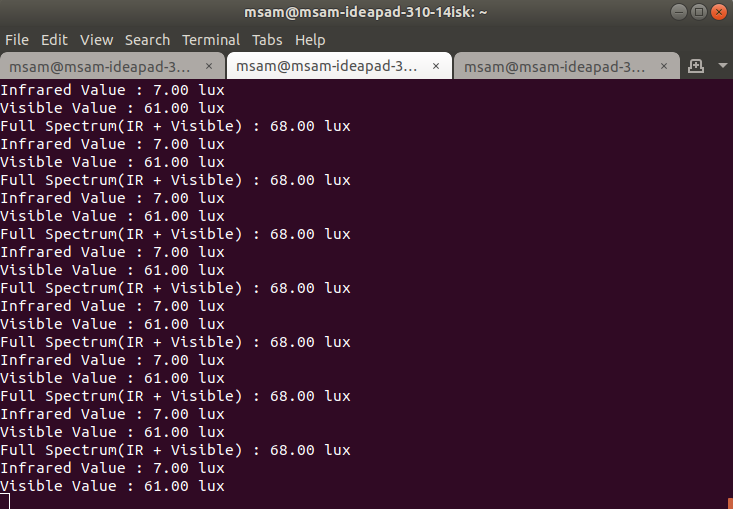 msam@msam-ideapad-310-14isk: ~
File Edit View Search Terminal Tabs Help
msam@msam-ideapad-3... × msam@msam-ideapad-3... × msam@msam-ideapad-3... ×
Infrared Value : 7.00 lux
Visible Value : 61.00 lux
Full Spectrum(IR + Visible) : 68.00 lux
Infrared Value : 7.00 lux
Visible Value : 61.00 lux
Full Spectrum(IR + Visible) : 68.00 lux
Infrared Value : 7.00 lux
Visible Value : 61.00 lux
Full Spectrum(IR + Visible) : 68.00 lux
Infrared Value : 7.00 lux
Visible Value : 61.00 lux
Full Spectrum(IR + Visible) : 68.00 lux
Infrared Value : 7.00 lux
Visible Value : 61.00 lux
Full Spectrum(IR + Visible) : 68.00 lux
Infrared Value : 7.00 lux
Visible Value : 61.00 lux
Full Spectrum(IR + Visible) : 68.00 lux
Infrared Value : 7.00 lux
Visible Value : 61.00 lux
Full Spectrum(IR + Visible) : 68.00 lux
Infrared Value : 7.00 lux
Visible Value : 61.00 lux